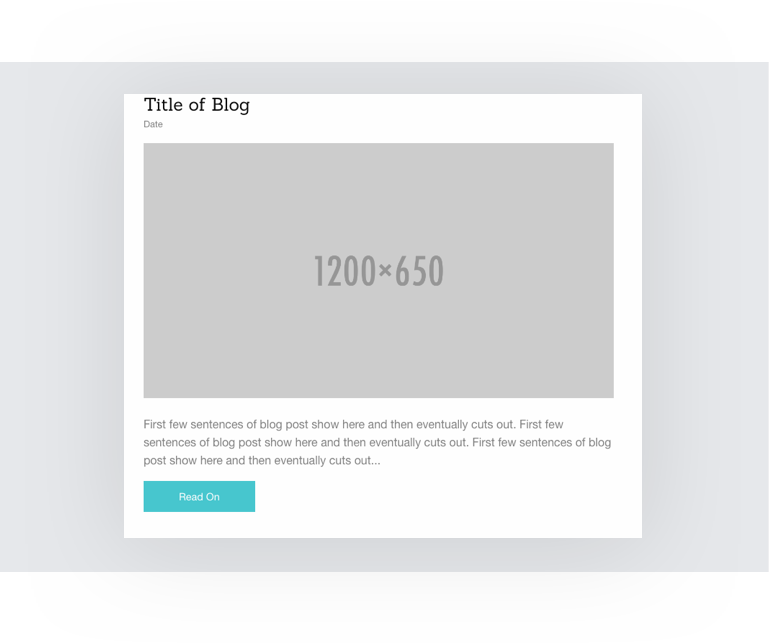 Title of Blog
Date
1200×650
First few sentences of blog post show here and then eventually cuts out. First few
sentences of blog post show here and then eventually cuts out. First few sentences of blog
post show here and then eventually cuts out...
Read On